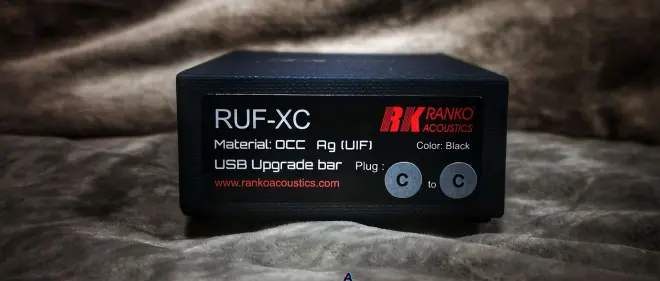 RUF-XC
RK RANKO ACOUSTICS
Material: OCC Ag (UIF)
Color: Black
USB Upgrade bar
Plug : C to C
www.rankoacoustics.com
A